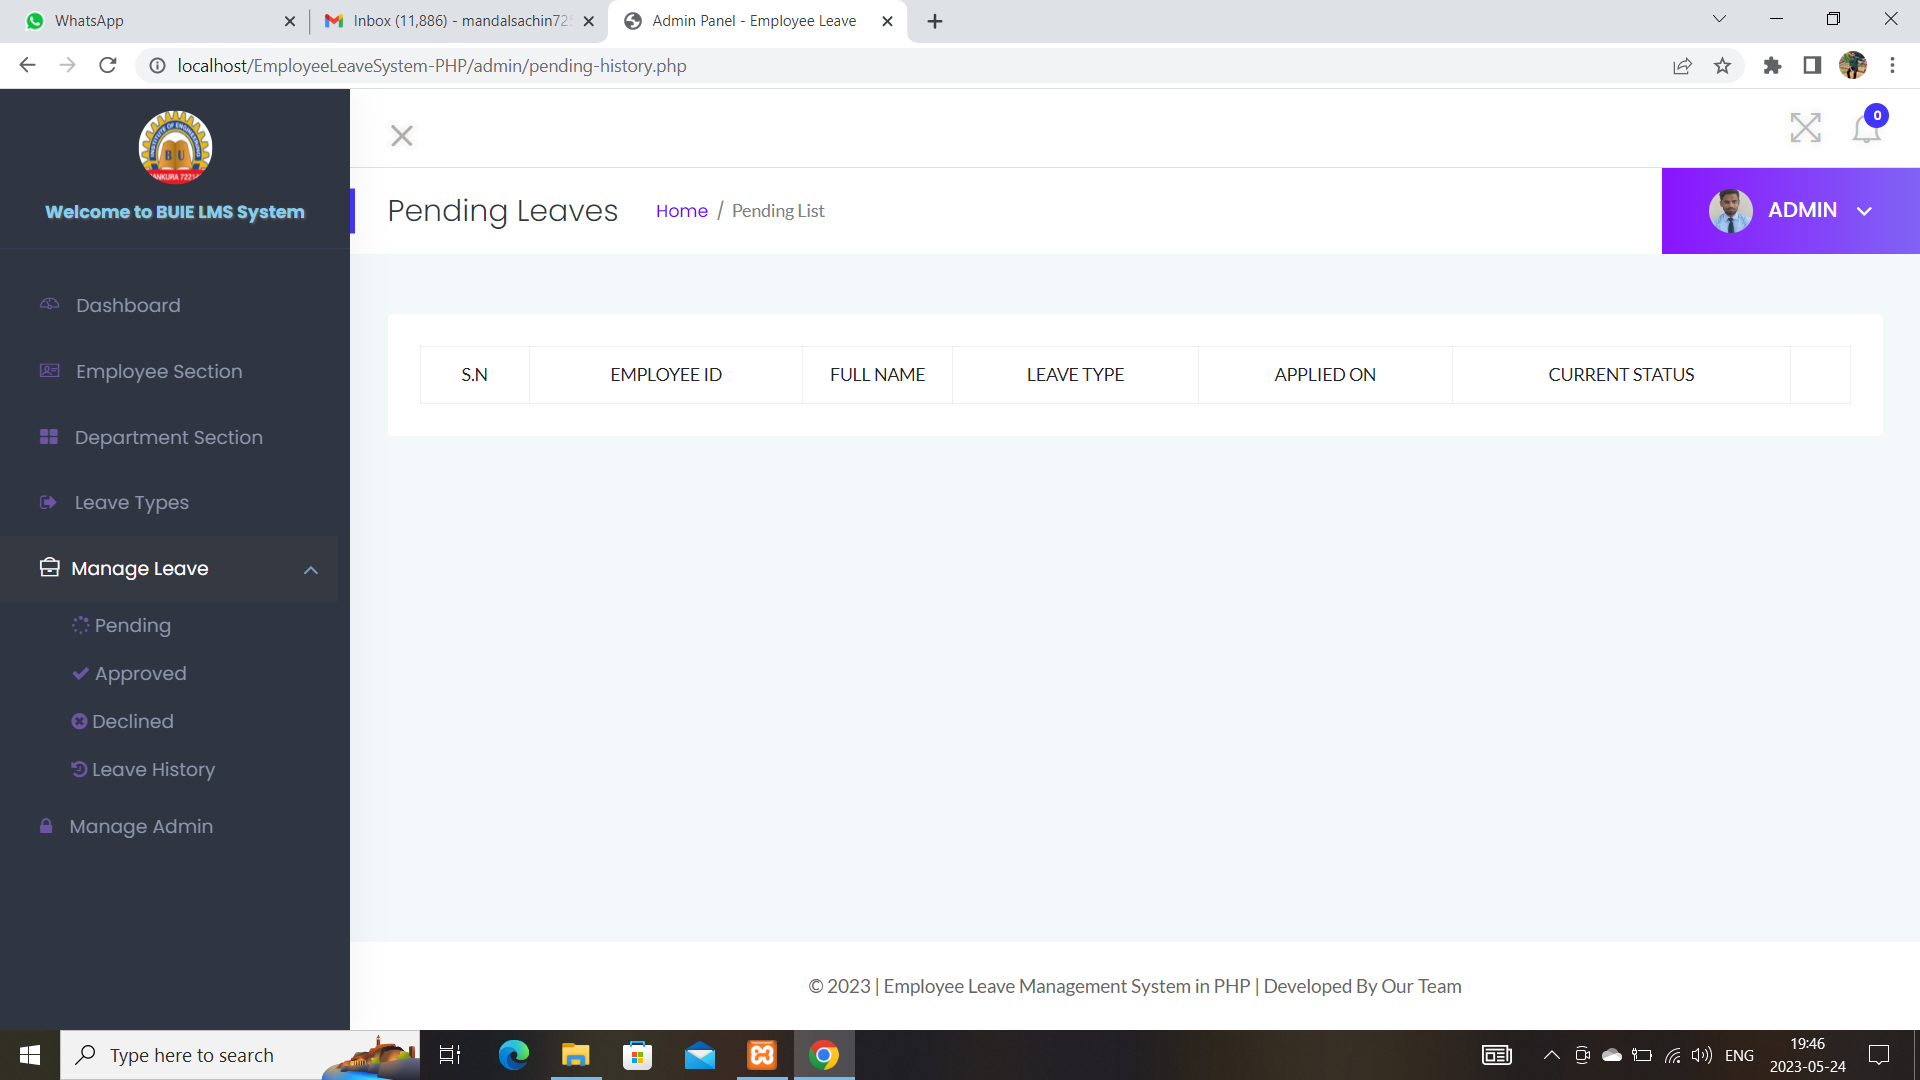 WhatsApp
Inbox (11,886) - mandalsachin72
Admin Panel - Employee Leave
localhost/EmployeeLeaveSystem-PHP/admin/pending-history.php
B U
ANKURA 7221
Welcome to BUIE LMS System
0
Pending Leaves
Home / Pending List
ADMIN
Dashboard
Employee Section
Department Section
Leave Types
Manage Leave
Pending
Approved
Declined
Leave History
Manage Admin
S.N EMPLOYEE ID FULL NAME LEAVE TYPE APPLIED ON CURRENT STATUS
© 2023 | Employee Leave Management System in PHP | Developed By Our Team
Type here to search
ENG
19:46
2023-05-24